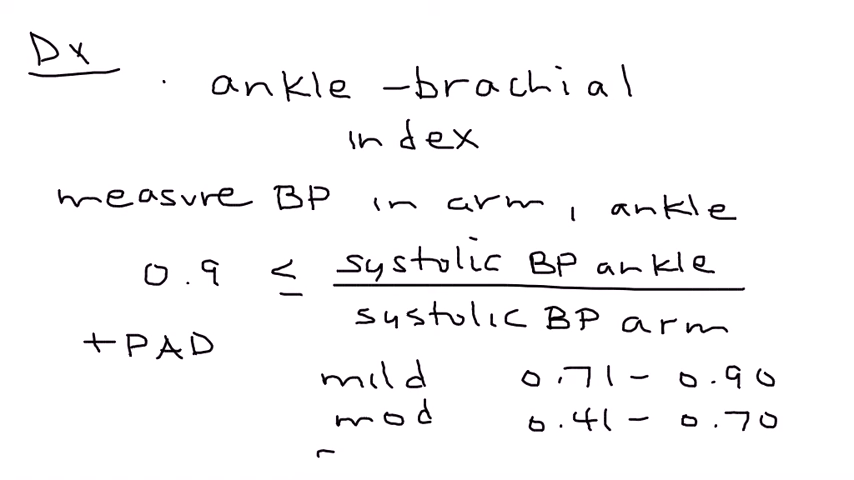 Dx
· ankle-brachial
index
measure BP in arm, ankle
0.9 ≤ systolic BP ankle
systolic BP arm
+PAD
mild 0.71 - 0.90
mod 0.41 - 0.70